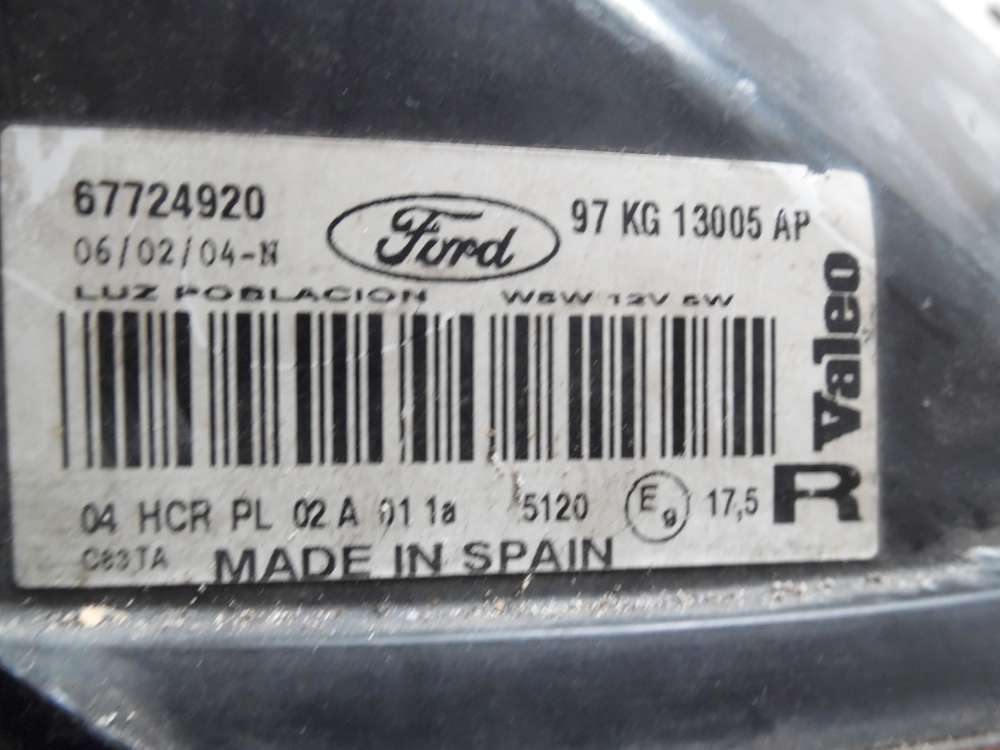 67724920 Ford 97 KG 13005 AP
06/02/04-N
LUZ POBLACION W5W 12V 5W
valeo
04 HCR PL 02 A 01 1a 5120 E9 17,5 R
C83TA MADE IN SPAIN